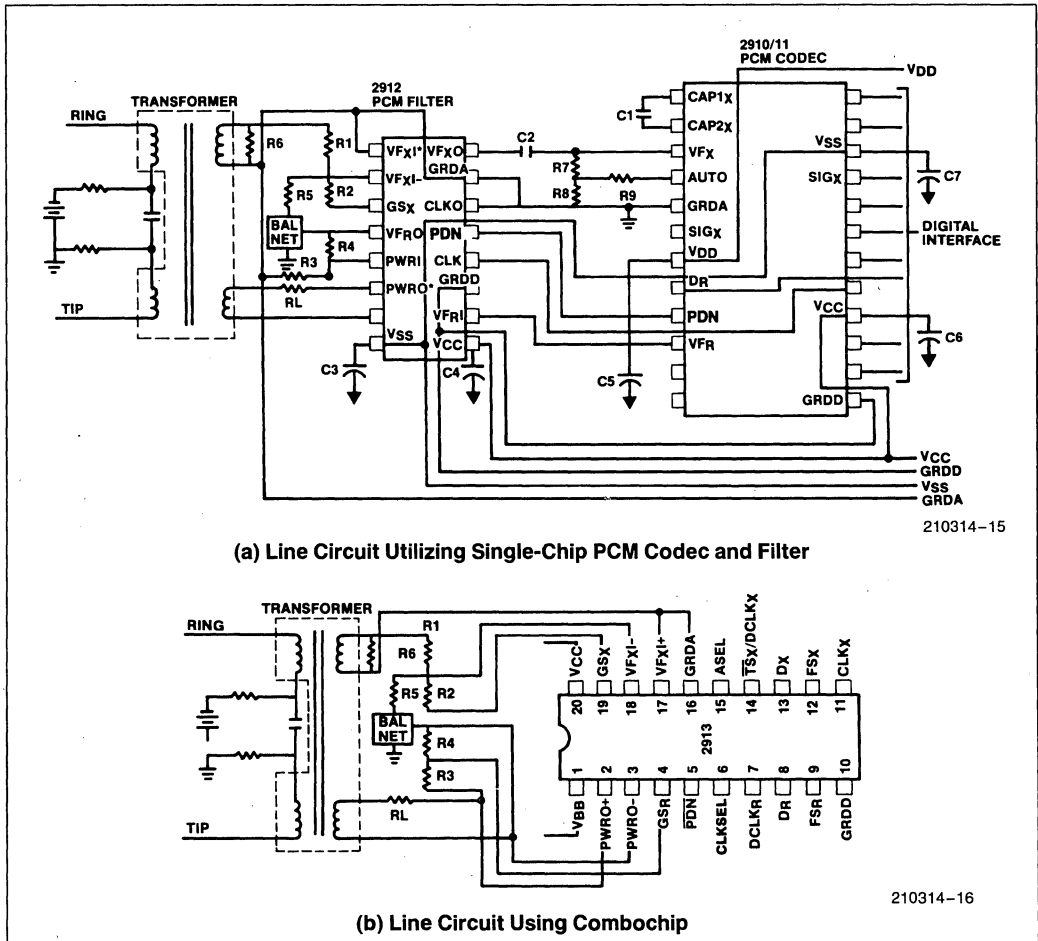 2910/11
PCM CODEC
VDD
2912
PCM FILTER
TRANSFORMER
RING
R6
R1
R5
R2
BAL
NET
R4
R3
RL
TIP
VFXI*
VFXO
GRDA
VFXI-
GSX
CLKO
VFRO
PDN
PWRI
CLK
GRDD
PWRO*
VFRI
VSS
VCC
C3
C4
C2
R7
R8
R9
C1
CAP1X
CAP2X
VFX
AUTO
GRDA
SIGX
VDD
DR
PDN
VFR
C5
VSS
C7
SIGX
DIGITAL
INTERFACE
VCC
C6
GRDD
VCC
GRDD
VSS
GRDA
210314–15
(a) Line Circuit Utilizing Single-Chip PCM Codec and Filter
TRANSFORMER
RING
R1
R6
R5
R2
BAL
NET
R4
R3
RL
TIP
VCC
GSX
VFXI-
VFXI+
GRDA
ASEL
TSX/DCLKX
DX
FSX
CLKX
20 19 18 17 16 15 14 13 12 11
2913
1 2 3 4 5 6 7 8 9 10
VBB
PWRO+
PWRO-
GSR
PDN
CLKSEL
DCLKR
DR
FSR
GRDD
210314–16
(b) Line Circuit Using Combochip